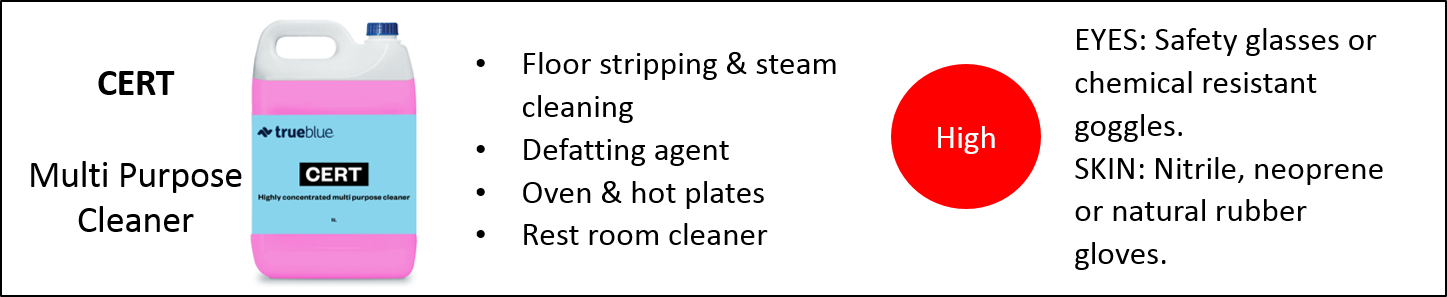 CERT
Multi Purpose
Cleaner
trueblue
CERT
Highly concentrated multi purpose cleaner
5L
• Floor stripping & steam
cleaning
• Defatting agent
• Oven & hot plates
• Rest room cleaner
High
EYES: Safety glasses or
chemical resistant
goggles.
SKIN: Nitrile, neoprene
or natural rubber
gloves.